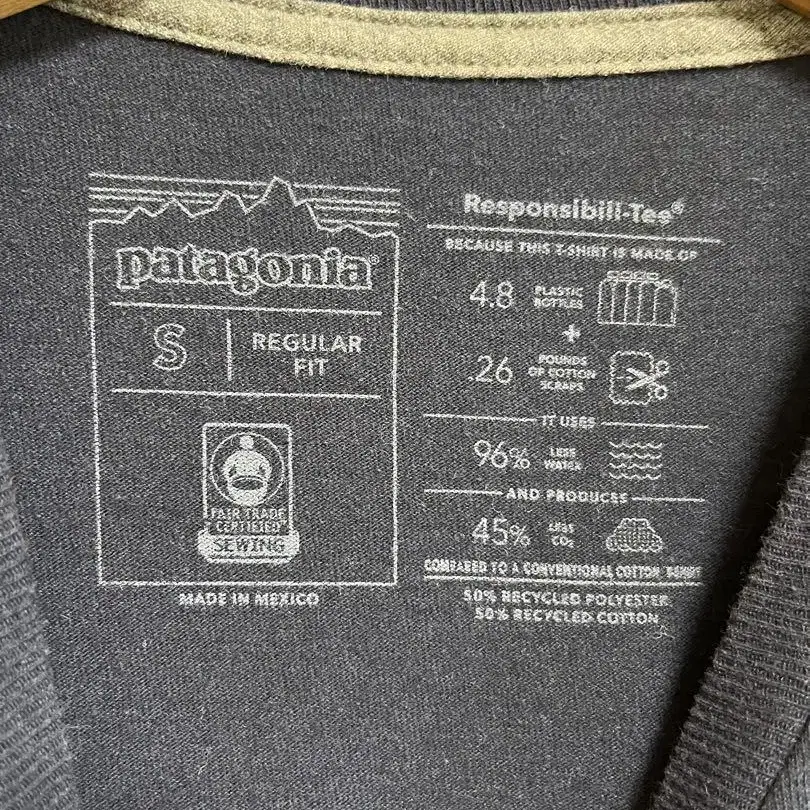 patagonia®
S
REGULAR
FIT
FAIR TRADE
CERTIFIED™
SEWING
MADE IN MEXICO
Responsibili-Tee®
BECAUSE THIS T-SHIRT IS MADE OF
4.8 PLASTIC
BOTTLES
+
.26 POUNDS
OF COTTON
SCRAPS
IT USES
96% LESS
WATER
AND PRODUCES
45% LESS
CO₂
COMPARED TO A CONVENTIONAL COTTON T-SHIRT
50% RECYCLED POLYESTER
50% RECYCLED COTTON